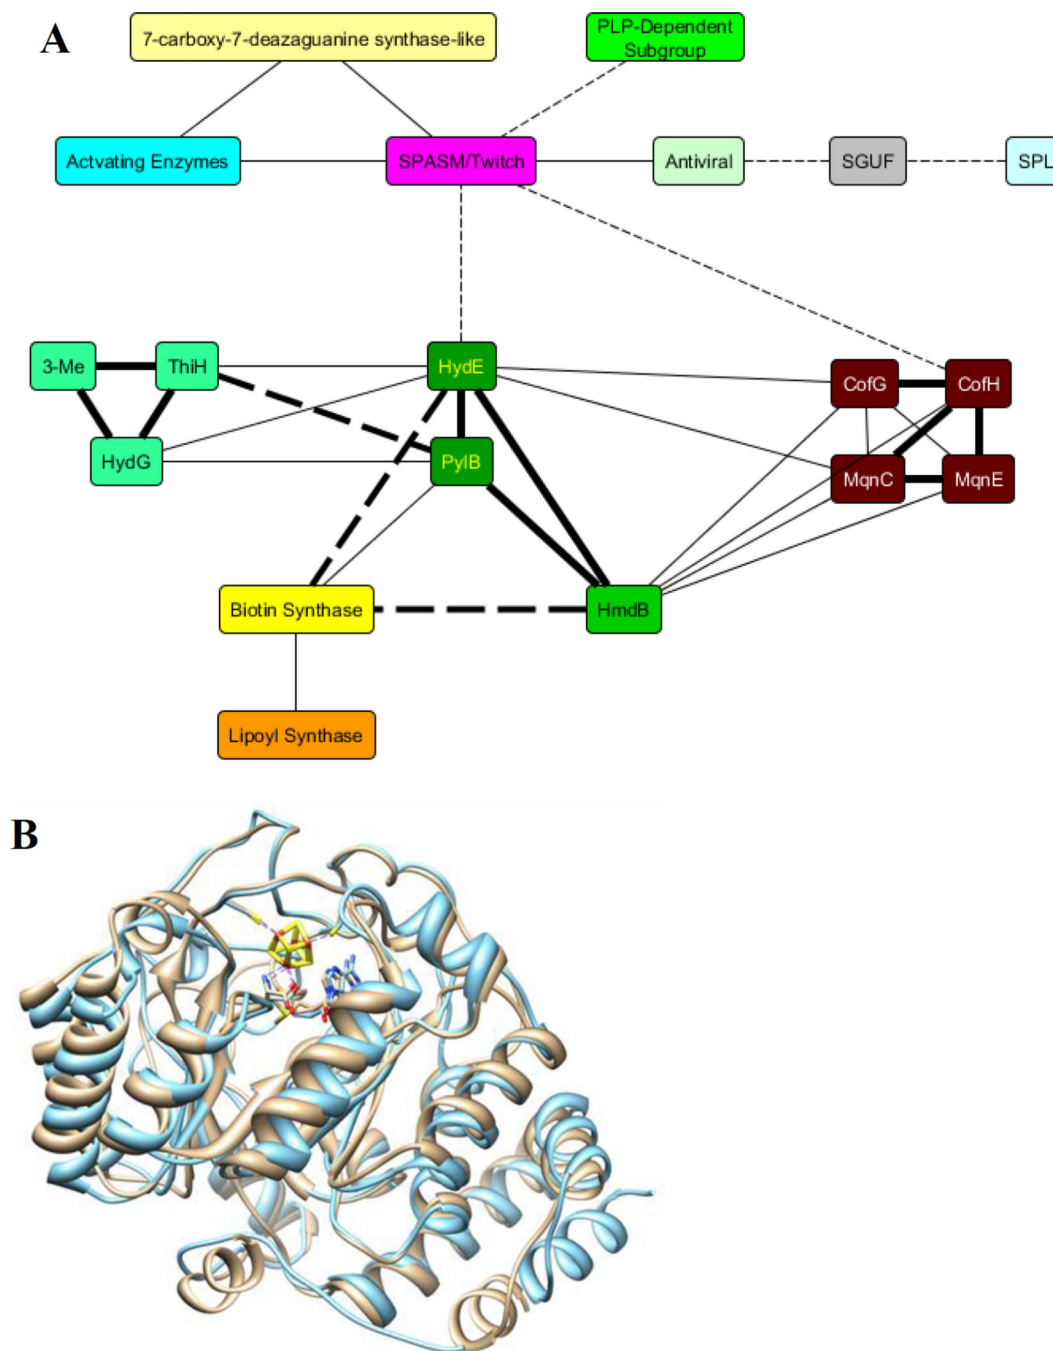 A
7-carboxy-7-deazaguanine synthase-like
PLP-Dependent
Subgroup
Actvating Enzymes
SPASM/Twitch
Antiviral
SGUF
SPL
3-Me
ThiH
HydE
CofG
CofH
HydG
PylB
MqnC
MqnE
Biotin Synthase
HmdB
Lipoyl Synthase
B